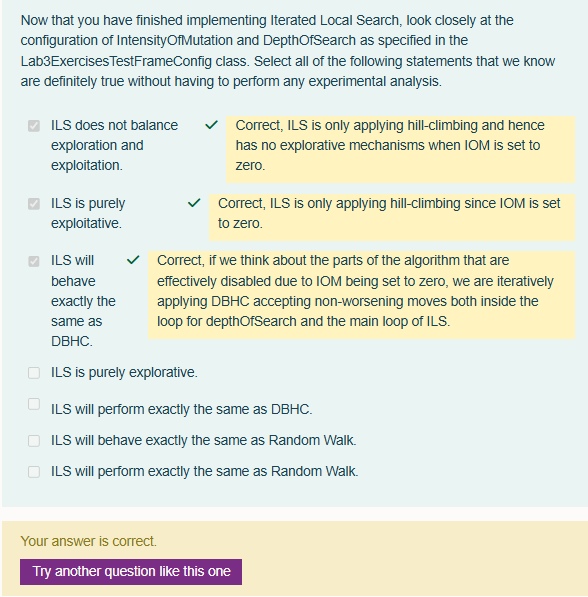 Now that you have finished implementing Iterated Local Search, look closely at the
configuration of IntensityOfMutation and DepthOfSearch as specified in the
Lab3ExercisesTestFrameConfig class. Select all of the following statements that we know
are definitely true without having to perform any experimental analysis.
ILS does not balance
exploration and
exploitation.
Correct, ILS is only applying hill-climbing and hence
has no explorative mechanisms when IOM is set to
zero.
ILS is purely
exploitative.
Correct, ILS is only applying hill-climbing since IOM is set
to zero.
ILS will
behave
exactly the
same as
DBHC.
Correct, if we think about the parts of the algorithm that are
effectively disabled due to IOM being set to zero, we are iteratively
applying DBHC accepting non-worsening moves both inside the
loop for depthOfSearch and the main loop of ILS.
ILS is purely explorative.
ILS will perform exactly the same as DBHC.
ILS will behave exactly the same as Random Walk.
ILS will perform exactly the same as Random Walk.
Your answer is correct.
Try another question like this one